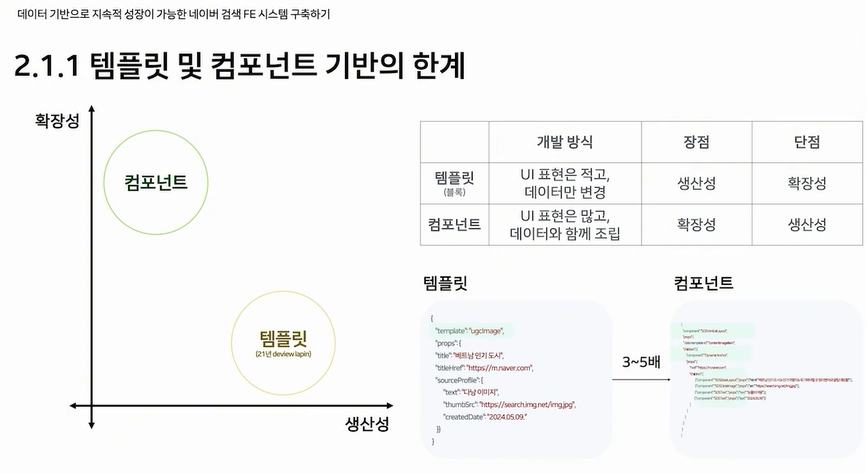 데이터 기반으로 지속적 성장이 가능한 네이버 검색 FE 시스템 구축하기
2.1.1 템플릿 및 컴포넌트 기반의 한계
확장성
컴포넌트
템플릿
(21년 deview lapin)
생산성
개발 방식 장점 단점
템플릿
(블록)
UI 표현은 적고,
데이터만 변경
생산성 확장성
컴포넌트
UI 표현은 많고,
데이터와 함께 조립
확장성 생산성
템플릿
{
"template":"ugcImage",
"props":{
"title":"베트남 인기 도시",
"titleHref":"https://m.naver.com",
"sourceProfile":{
"text":"다낭 이미지",
"thumbSrc":"https://search.img.net/img.jpg",
"createdDate":"2024.05.09."
}}
}
3~5배
컴포넌트